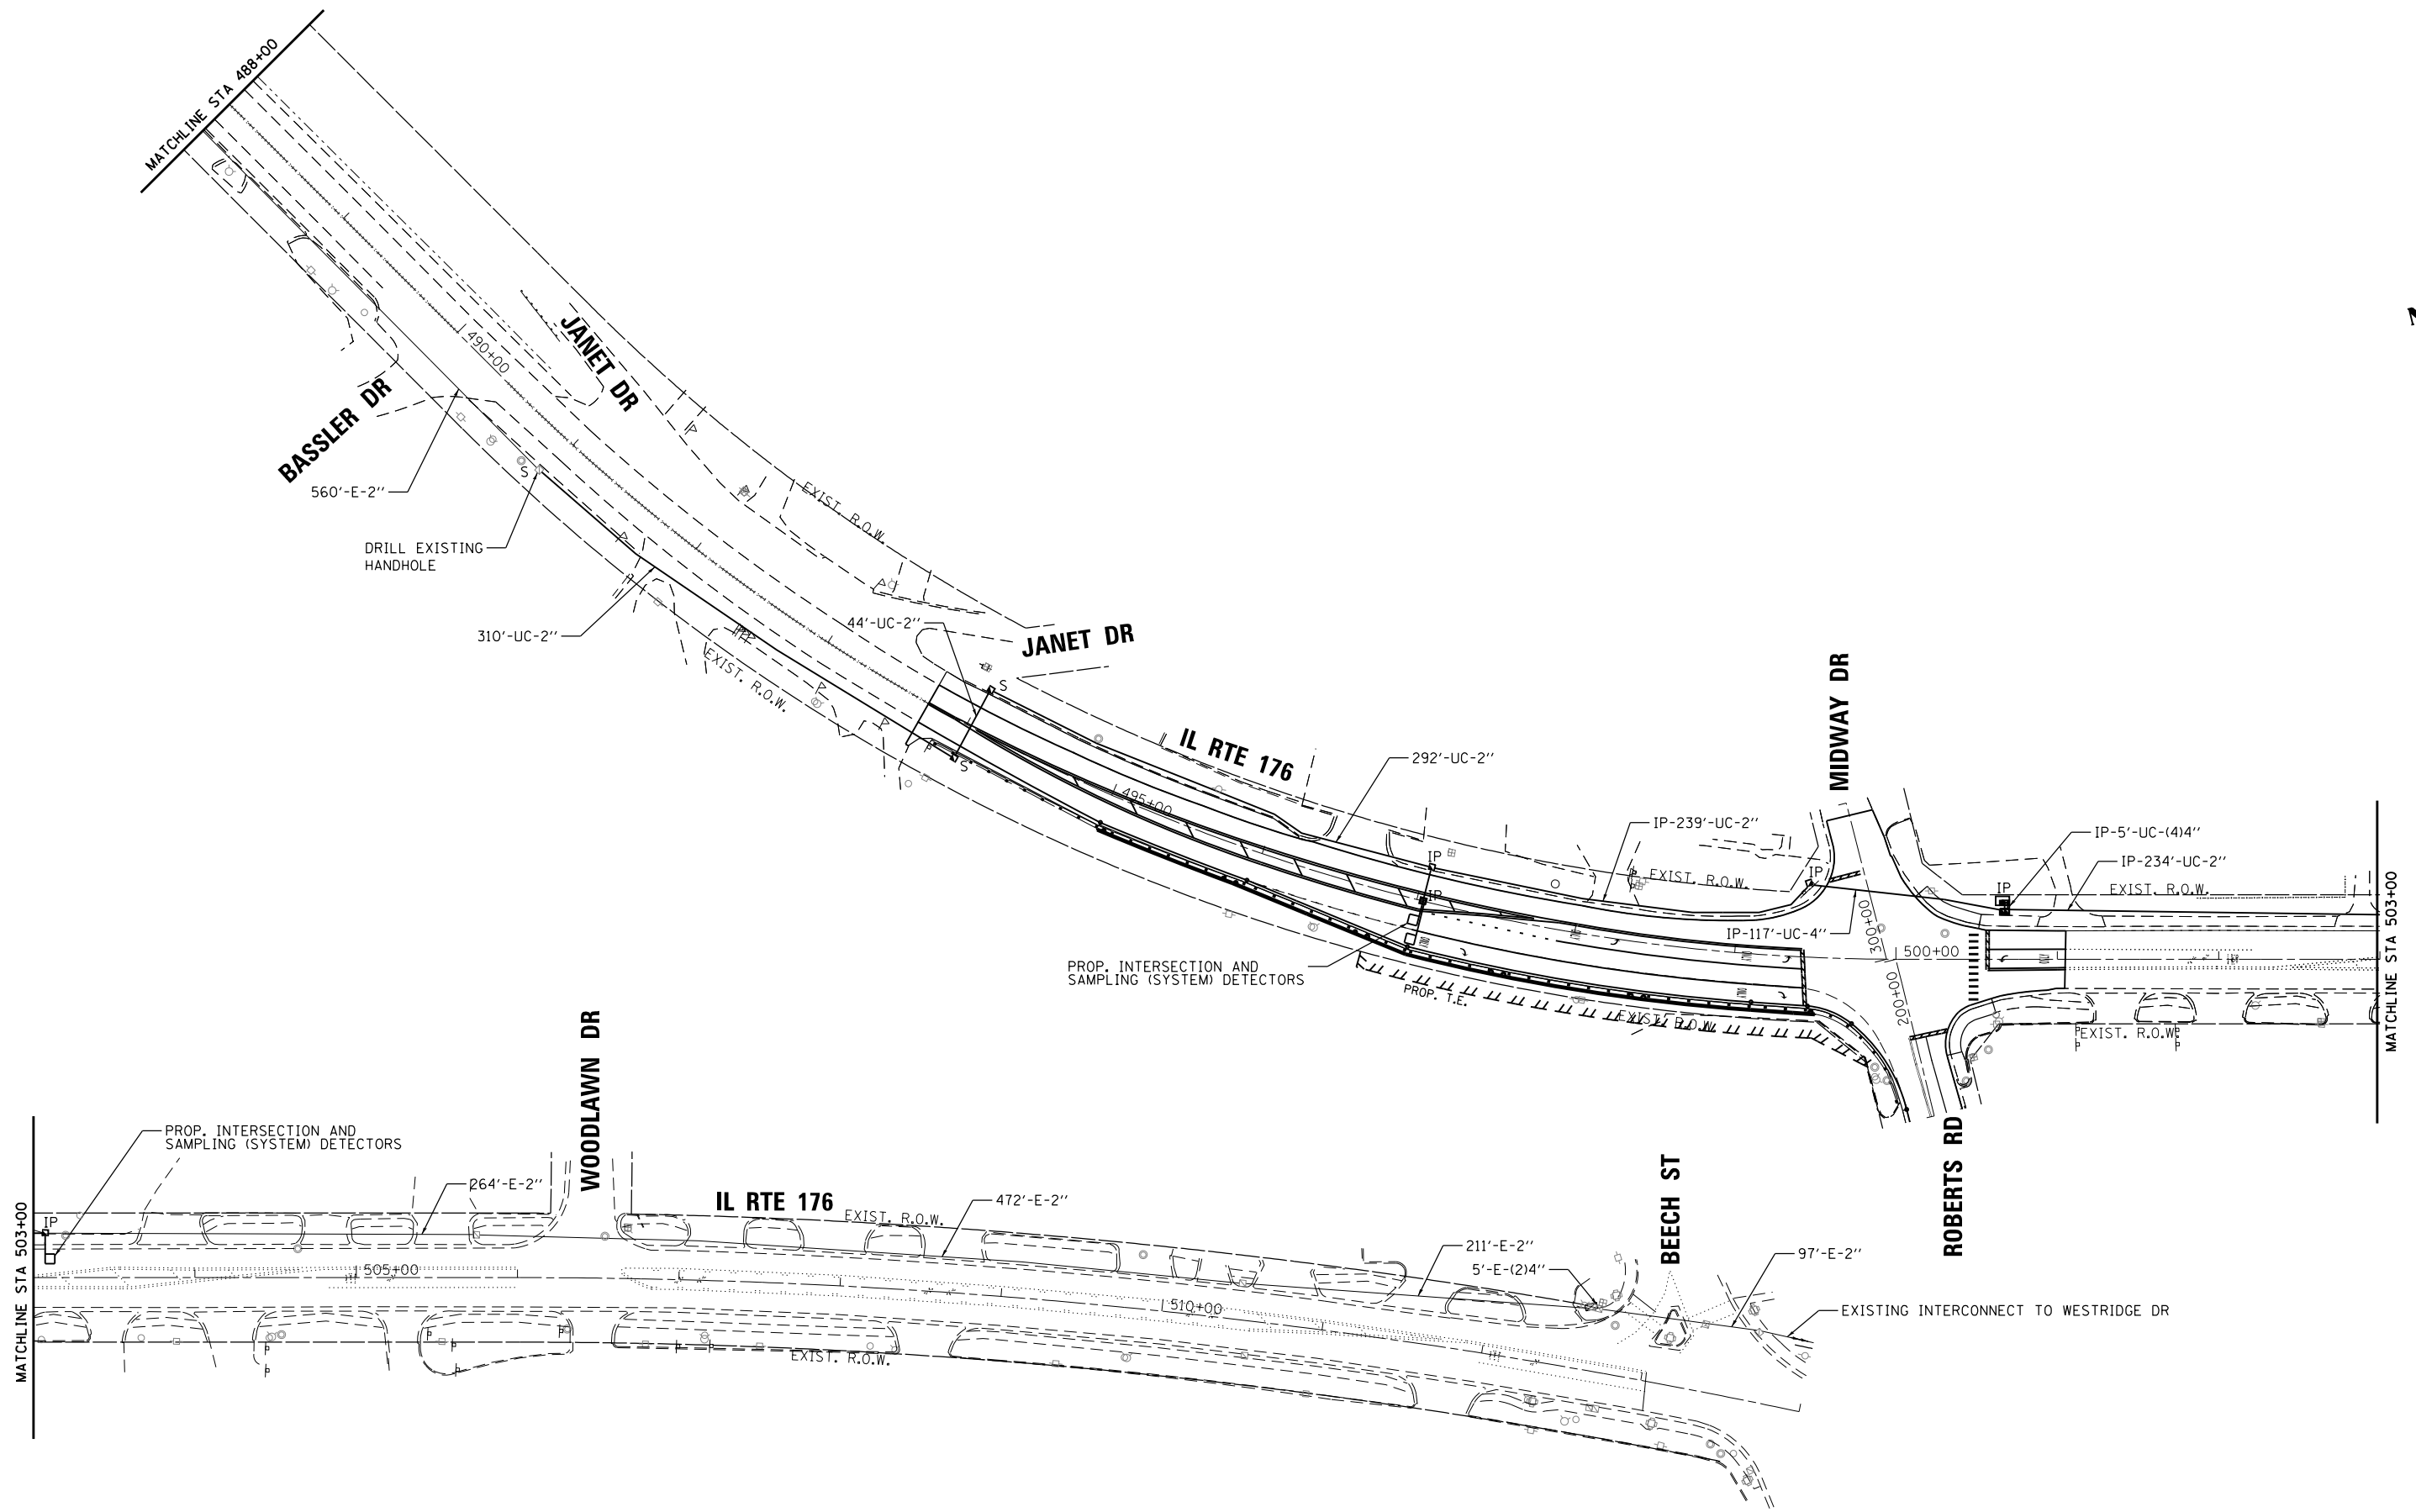 MATCHLINE STA 488+00
490+00
JANET DR
BASSLER DR
560'-E-2''
S
DRILL EXISTING
HANDHOLE
310'-UC-2''
EXIST. R.O.W.
EXIST. R.O.W.
44'-UC-2''
JANET DR
S
S
IL RTE 176
495+00
292'-UC-2''
IP
IP
IP-239'-UC-2''
EXIST. R.O.W.
MIDWAY DR
IP
IP-117'-UC-4''
300+00
200+00
500+00
IP
IP-5'-UC-(4)4''
IP-234'-UC-2''
EXIST. R.O.W.
EXIST. R.O.W.
MATCHLINE STA 503+00
PROP. INTERSECTION AND
SAMPLING (SYSTEM) DETECTORS
PROP. T.E.
EXIST. R.O.W.
ROBERTS RD
MATCHLINE STA 503+00
PROP. INTERSECTION AND
SAMPLING (SYSTEM) DETECTORS
IP
264'-E-2''
505+00
WOODLAWN DR
IL RTE 176
EXIST. R.O.W.
472'-E-2''
EXIST. R.O.W.
510+00
211'-E-2''
5'-E-(2)4''
BEECH ST
97'-E-2''
EXISTING INTERCONNECT TO WESTRIDGE DR